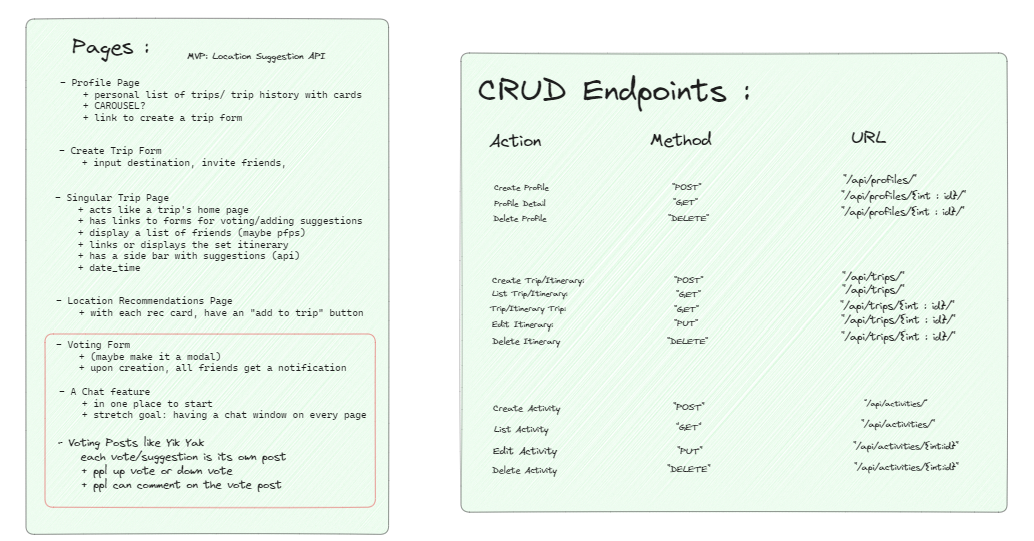 Pages :
MVP: Location Suggestion API
- Profile Page
+ personal list of trips/ trip history with cards
+ CAROUSEL?
+ link to create a trip form
- Create Trip Form
+ input destination, invite friends,
- Singular Trip Page
+ acts like a trip's home page
+ has links to forms for voting/adding suggestions
+ display a list of friends (maybe pfps)
+ links or displays the set itinerary
+ has a side bar with suggestions (api)
+ date_time
- Location Recommendations Page
+ with each rec card, have an "add to trip" button
- Voting Form
+ (maybe make it a modal)
+ upon creation, all friends get a notification
- A Chat feature
+ in one place to start
+ stretch goal: having a chat window on every page
- Voting Posts like Yik Yak
each vote/suggestion is its own post
+ ppl up vote or down vote
+ ppl can comment on the vote post
CRUD Endpoints :
Action Method URL
Create Profile "POST" "/api/profiles/"
Profile Detail "GET" "/api/profiles/{int : id}/"
Delete Profile "DELETE" "/api/profiles/{int : id}/"
Create Trip/Itinerary: "POST" "/api/trips/"
List Trip/Itinerary: "GET" "/api/trips/"
Trip/Itinerary Trip: "GET" "/api/trips/{int : id}/"
Edit Itinerary: "PUT" "/api/trips/{int : id}/"
Delete Itinerary "DELETE" "/api/trips/{int : id}/"
Create Activity "POST" "/api/activities/"
List Activity "GET" "/api/activities/"
Edit Activity "PUT" "/api/activities/{int:id}"
Delete Activity "DELETE" "/api/activities/{int:id}"